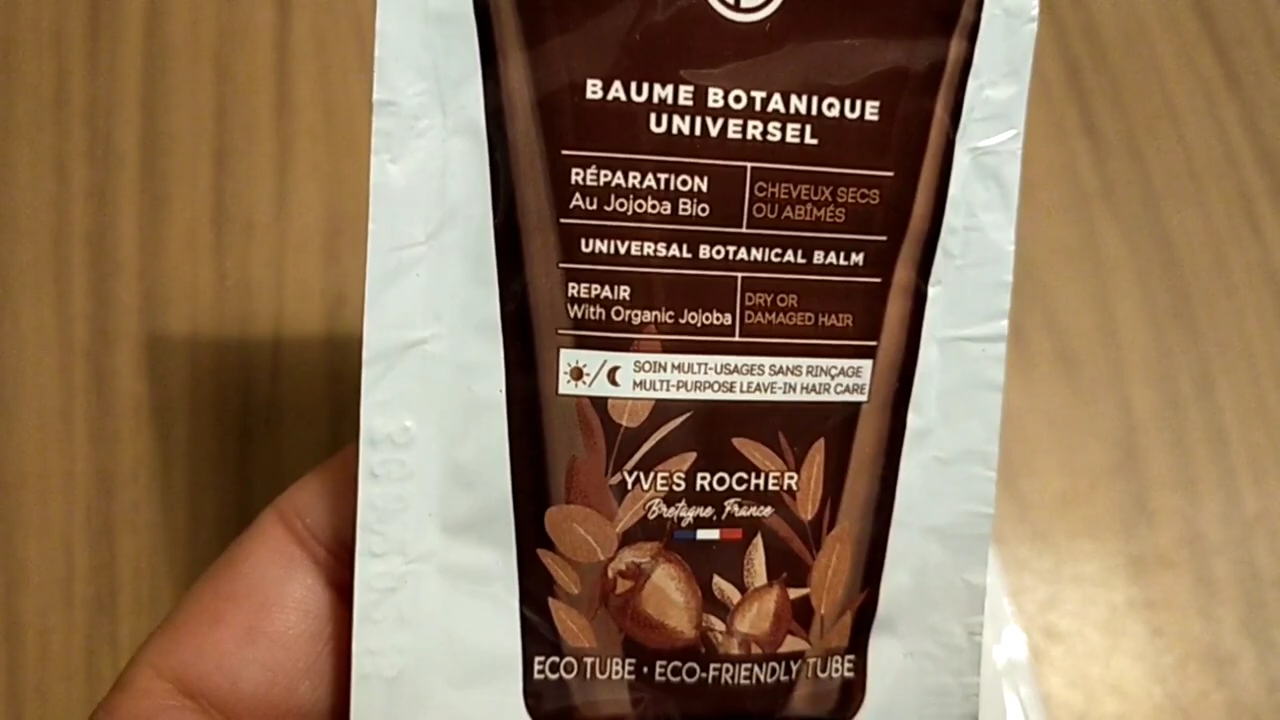 BAUME BOTANIQUE
UNIVERSEL
RÉPARATION
Au Jojoba Bio
CHEVEUX SECS
OU ABÎMÉS
UNIVERSAL BOTANICAL BALM
REPAIR
With Organic Jojoba
DRY OR
DAMAGED HAIR
SOIN MULTI-USAGES SANS RINÇAGE
MULTI-PURPOSE LEAVE-IN HAIR CARE
YVES ROCHER
Bretagne, France
ECO TUBE • ECO-FRIENDLY TUBE